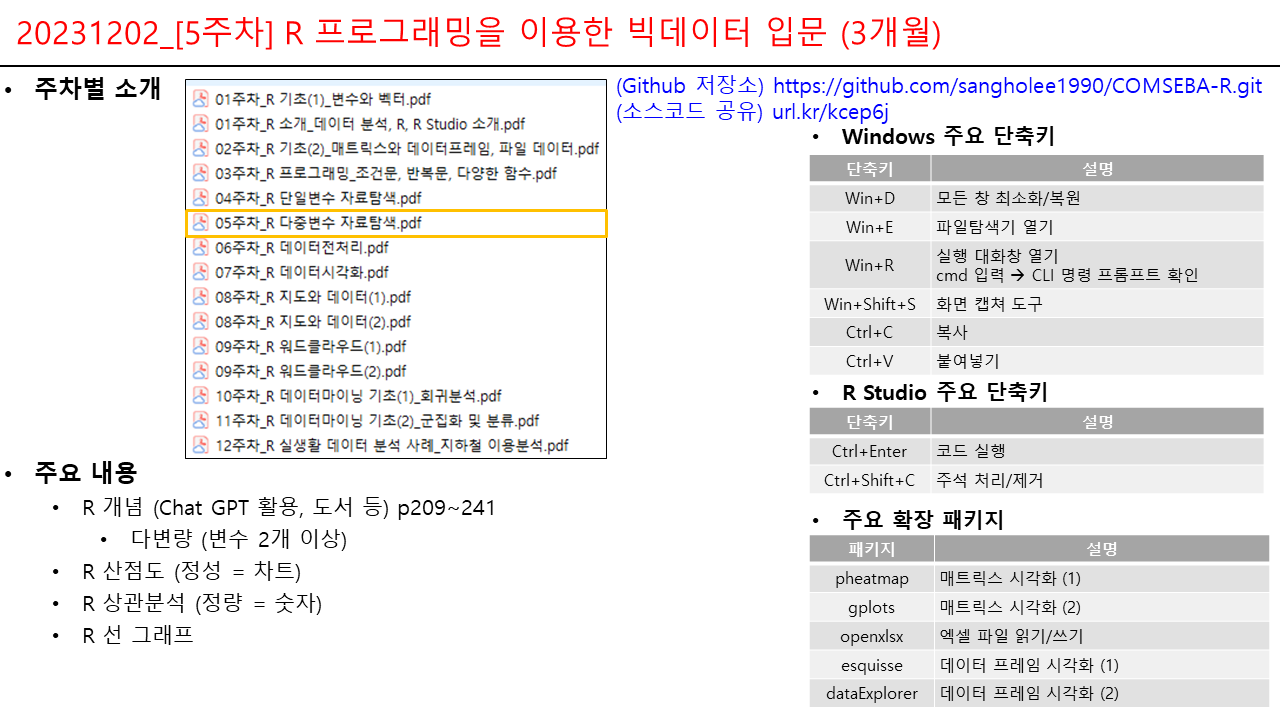 20231202_[5주차] R 프로그래밍을 이용한 빅데이터 입문 (3개월)
• 주차별 소개
01주차_R 기초(1)_변수와 벡터.pdf
01주차_R 소개_데이터 분석, R, R Studio 소개.pdf
02주차_R 기초(2)_매트릭스와 데이터프레임, 파일 데이터.pdf
03주차_R 프로그래밍_조건문, 반복문, 다양한 함수.pdf
04주차_R 단일변수 자료탐색.pdf
05주차_R 다중변수 자료탐색.pdf
06주차_R 데이터전처리.pdf
07주차_R 데이터시각화.pdf
08주차_R 지도와 데이터(1).pdf
08주차_R 지도와 데이터(2).pdf
09주차_R 워드클라우드(1).pdf
09주차_R 워드클라우드(2).pdf
10주차_R 데이터마이닝 기초(1)_회귀분석.pdf
11주차_R 데이터마이닝 기초(2)_군집화 및 분류.pdf
12주차_R 실생활 데이터 분석 사례_지하철 이용분석.pdf
• 주요 내용
• R 개념 (Chat GPT 활용, 도서 등) p209~241
• 다변량 (변수 2개 이상)
• R 산점도 (정성 = 차트)
• R 상관분석 (정량 = 숫자)
• R 선 그래프
(Github 저장소) https://github.com/sangholee1990/COMSEBA-R.git
(소스코드 공유) url.kr/kcep6j
• Windows 주요 단축키
단축키 설명
Win+D 모든 창 최소화/복원
Win+E 파일탐색기 열기
Win+R 실행 대화창 열기
cmd 입력 → CLI 명령 프롬프트 확인
Win+Shift+S 화면 캡쳐 도구
Ctrl+C 복사
Ctrl+V 붙여넣기
• R Studio 주요 단축키
단축키 설명
Ctrl+Enter 코드 실행
Ctrl+Shift+C 주석 처리/제거
• 주요 확장 패키지
패키지 설명
pheatmap 매트릭스 시각화 (1)
gplots 매트릭스 시각화 (2)
openxlsx 엑셀 파일 읽기/쓰기
esquisse 데이터 프레임 시각화 (1)
dataExplorer 데이터 프레임 시각화 (2)